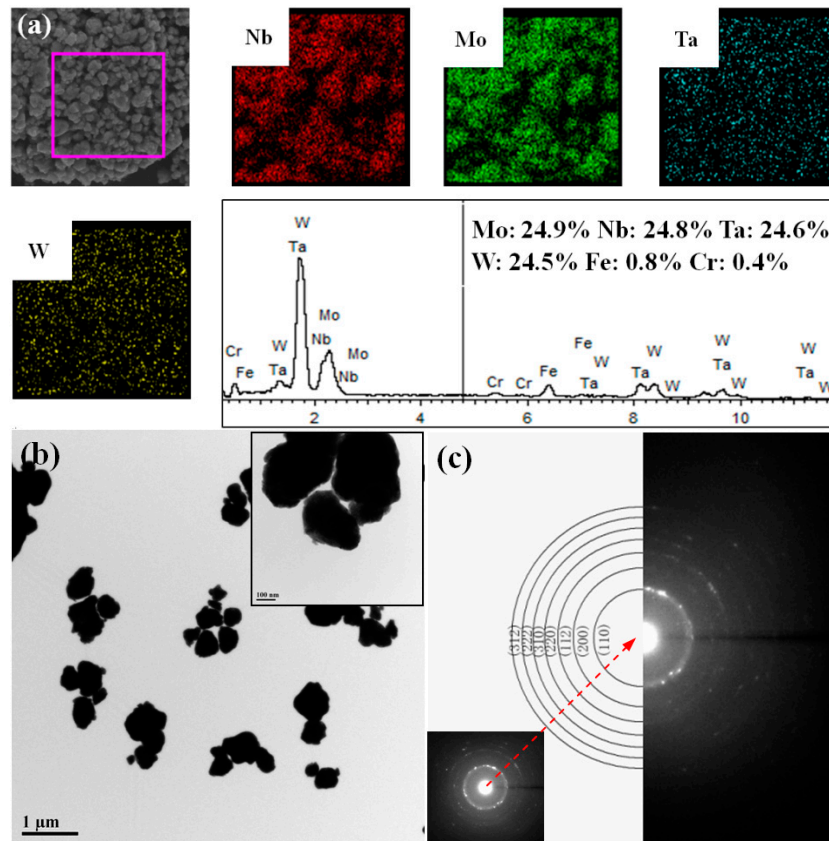 (a)
Nb
Mo
Ta
W
Mo: 24.9% Nb: 24.8% Ta: 24.6%
W: 24.5% Fe: 0.8% Cr: 0.4%
W
Ta
Cr
Fe
W
Ta
Nb
Mo
Nb
Mo
Cr
Cr
Fe
Fe
W
Ta
Ta
W
W
W
Ta
W
W
Ta
W
2
4
6
8
10
(b)
100 nm
1 μm
(c)
(312)
(222)
(310)
(220)
(112)
(200)
(110)